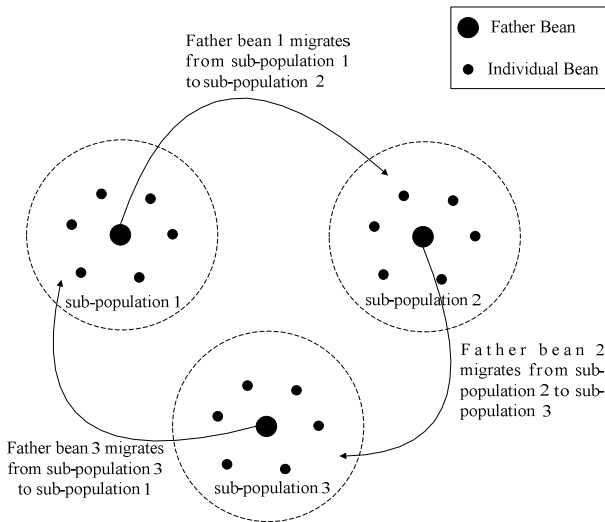 Father bean 1 migrates
from sub-population 1
to sub-population 2
Father Bean
Individual Bean
sub-population 1
sub-population 2
Father bean 2
migrates from sub-
population 2 to sub-
population 3
Father bean 3 migrates
from sub-population 3
to sub-population 1
sub-population 3